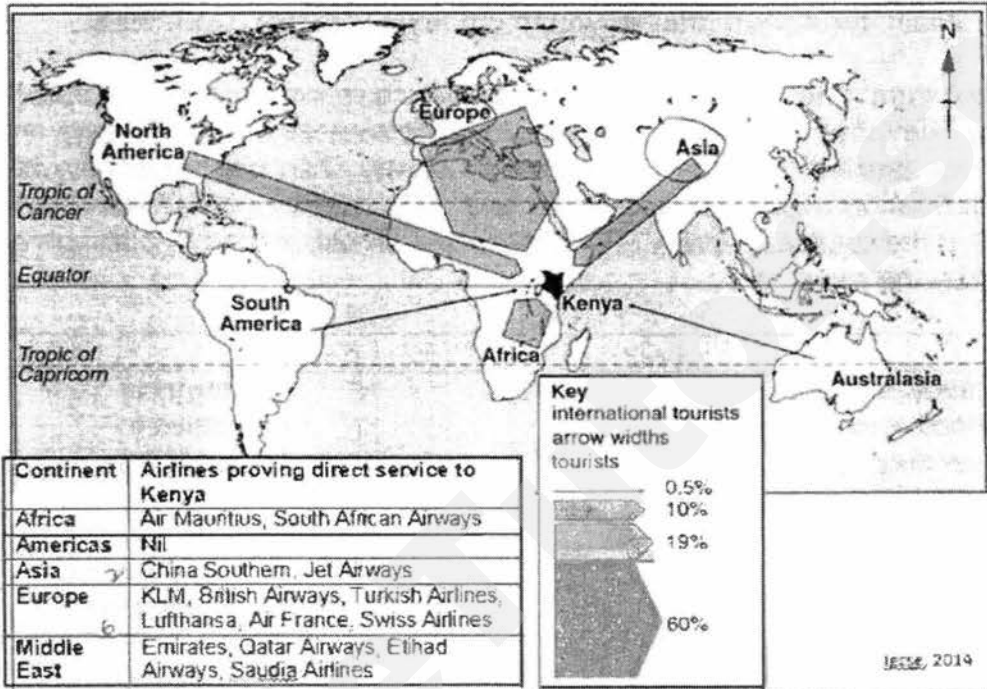 N
Europe
North
America
Asia
Tropic of
Cancer
Equator
Kenya
South
America
Africa
Tropic of
Capricorn
Australasia
Key
international tourists
arrow widths
tourists
0.5%
10%
19%
60%
Continent Airlines proving direct service to
Kenya
Africa Air Mauritius, South African Airways
Americas Nil
Asia 2 China Southern, Jet Airways
Europe KLM, British Airways, Turkish Airlines,
6 Lufthansa, Air France, Swiss Airlines
Middle Emirates, Qatar Airways, Etihad
East Airways, Saudia Airlines
2014